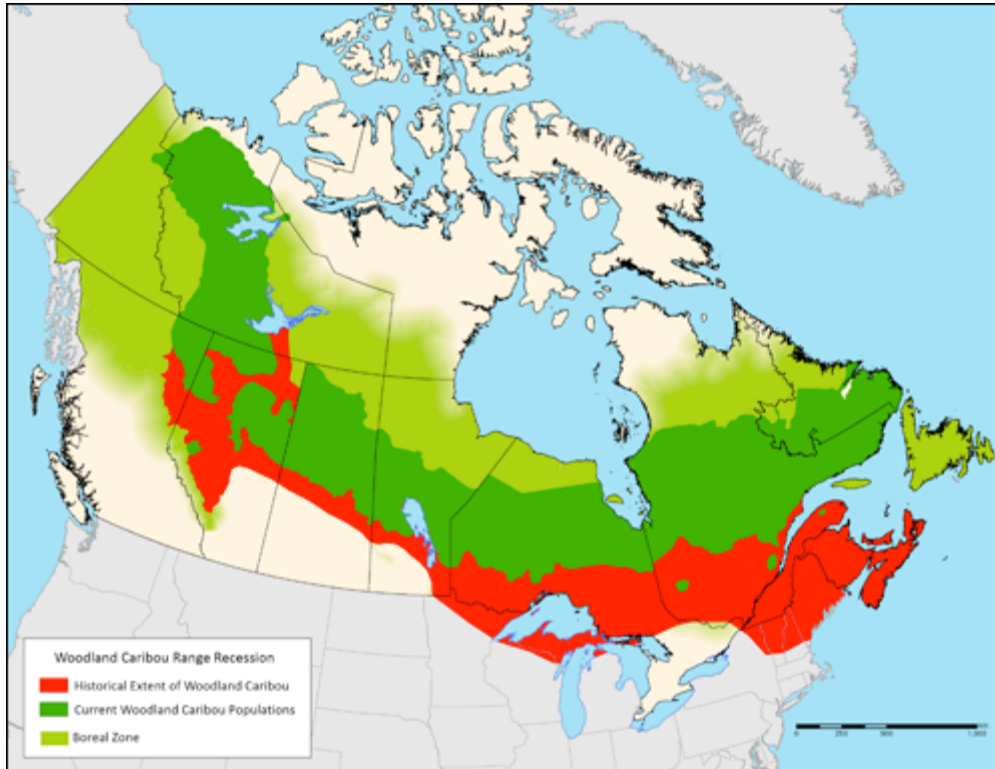 Woodland Caribou Range Recession
Historical Extent of Woodland Caribou
Current Woodland Caribou Populations
Boreal Zone
0 250 500 1,000